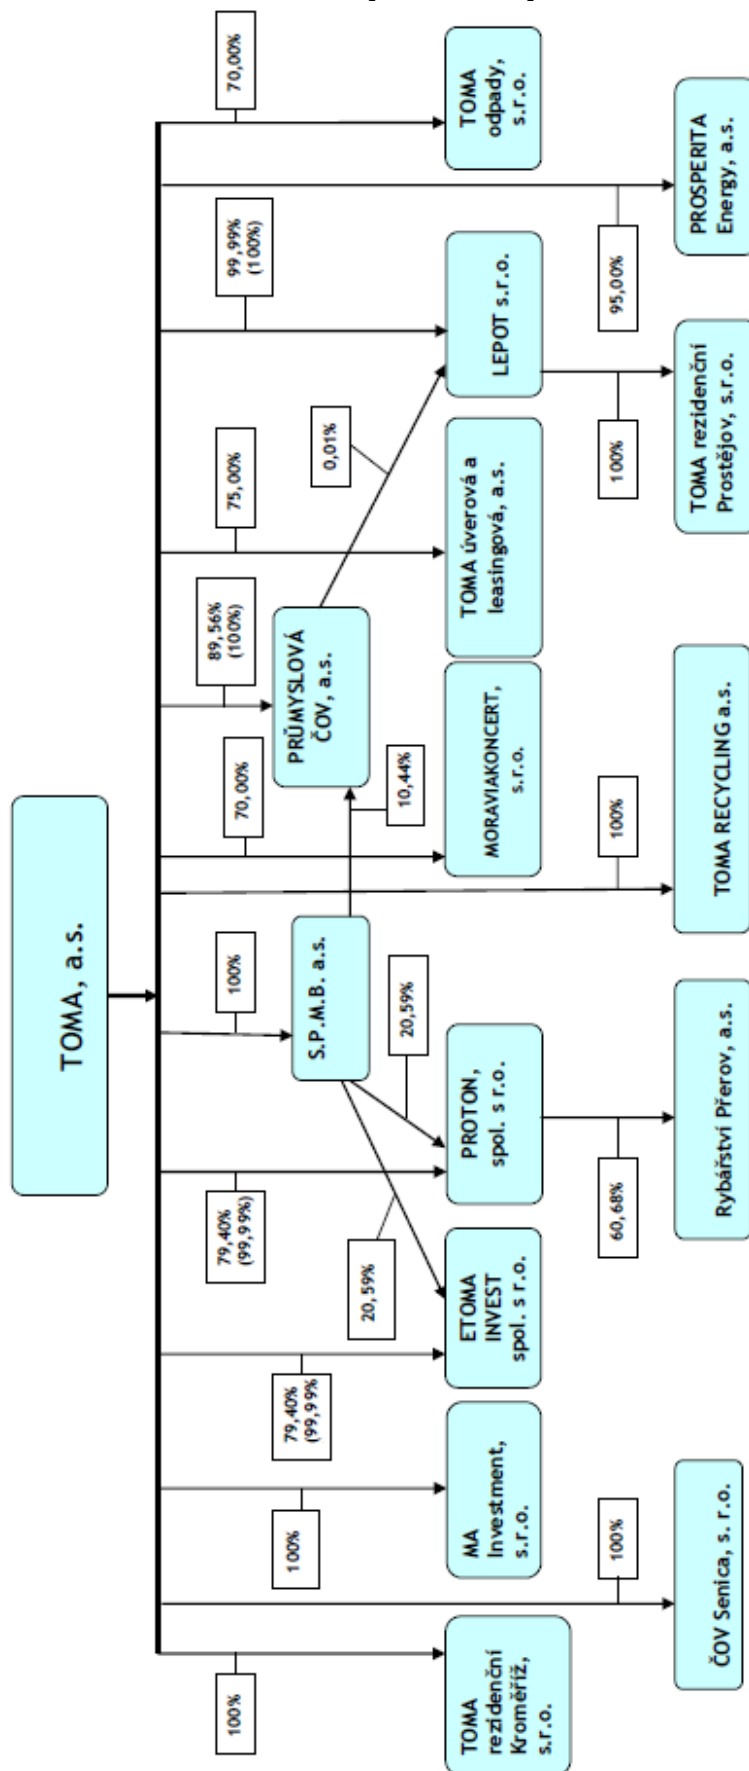 TOMA, a.s.
100%
79,40%
(99,99%)
100%
70,00%
89,56%
(100%)
75,00%
99,99%
(100%)
70,00%
100%
79,40%
(99,99%)
S.P.M.B. a.s.
PRŮMYSLOVÁ
ČOV, a.s.
0,01%
20,59%
20,59%
10,44%
TOMA
rezidenční
Kroměříž,
s.r.o.
MA
Investment,
s.r.o.
ETOMA
INVEST
spol. s r.o.
PROTON,
spol. s r.o.
MORAVIAKONCERT,
s.r.o.
TOMA úverová a
leasingová, a.s.
LEPOT s.r.o.
TOMA
odpady,
s.r.o.
100%
60,68%
100%
100%
95,00%
ČOV Senica, s. r.o.
Rybářství Přerov, a.s.
TOMA RECYCLING a.s.
TOMA rezidenční
Prostějov, s.r.o.
PROSPERITA
Energy, a.s.